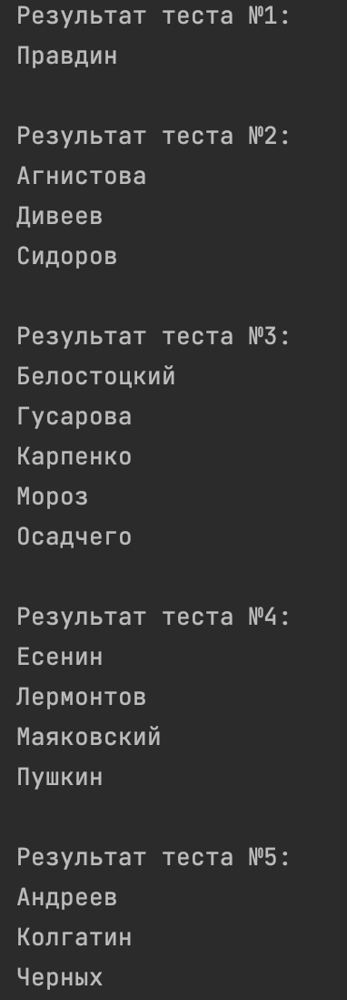 Результат теста №1:
Правдин
Результат теста №2:
Агнистова
Дивеев
Сидоров
Результат теста №3:
Белостоцкий
Гусарова
Карпенко
Мороз
Осадчего
Результат теста №4:
Есенин
Лермонтов
Маяковский
Пушкин
Результат теста №5:
Андреев
Колгатин
Черных